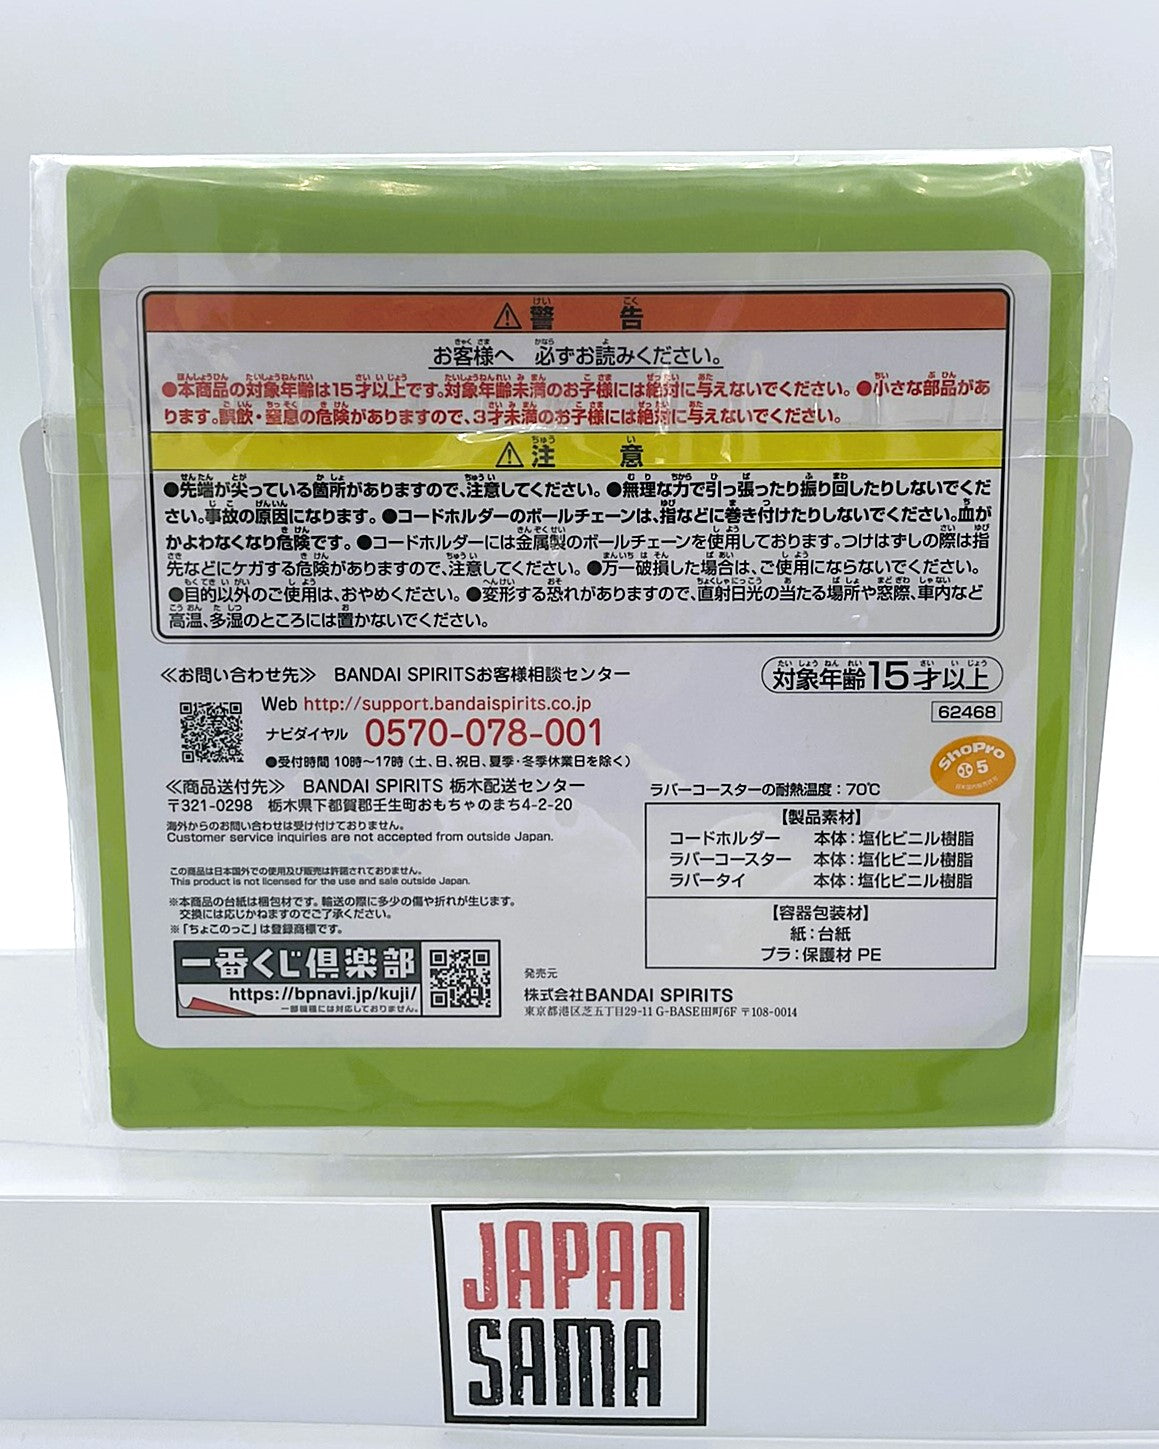 ⚠警 告
お客様へ 必ずお読みください。
●本商品の対象年齢は15才以上です。対象年齢未満のお子様には絶対に与えないでください。●小さな部品があ
ります。誤飲・窒息の危険がありますので、3才未満のお子様には絶対に与えないでください。
⚠注 意
●先端が尖っている箇所がありますので、注意してください。●無理な力で引っ張ったり振り回したりしないでくだ
さい。事故の原因になります。●コードホルダーのボールチェーンは、指などに巻き付けたりしないでください。血が
かよわなくなり危険です。●コードホルダーには金属製のボールチェーンを使用しております。つけはずしの際は指
先などにケガする危険がありますので、注意してください。●万一破損した場合は、ご使用にならないでください。
●目的以外のご使用は、おやめください。●変形する恐れがありますので、直射日光の当たる場所や窓際、車内など
高温、多湿のところには置かないでください。
≪お問い合わせ先≫ BANDAI SPIRITSお客様相談センター
Web http://support.bandaispirits.co.jp
ナビダイヤル 0570-078-001
●受付時間 10時～17時(土、日、祝日、夏季・冬季休業日を除く)
≪商品送付先≫ BANDAI SPIRITS 栃木配送センター
〒321-0298 栃木県下都賀郡壬生町おもちゃのまち4-2-20
海外からのお問い合わせは受け付けておりません。
Customer service inquiries are not accepted from outside Japan.
この商品は日本国外での使用及び販売は許諾されておりません。
This product is not licensed for the use and sale outside Japan.
※本商品の台紙は梱包材です。輸送の際に多少の傷や折れが生じます。
交換には応じかねますのでご了承ください。
※「ちょこのっこ」は登録商標です。
一番くじ倶楽部
https://bpnavi.jp/kuji/
一部機種には対応しておりません。
対象年齢15才以上
62468
ShoPro
5
ラバーコースターの耐熱温度：70℃
【製品素材】
コードホルダー 本体：塩化ビニル樹脂
ラバーコースター 本体：塩化ビニル樹脂
ラバータイ 本体：塩化ビニル樹脂
【容器包装材】
紙：台紙
プラ：保護材 PE
発売元
株式会社BANDAI SPIRITS
東京都港区芝五丁目29-11 G-BASE田町6F 〒108-0014
JAPAN
SAMA